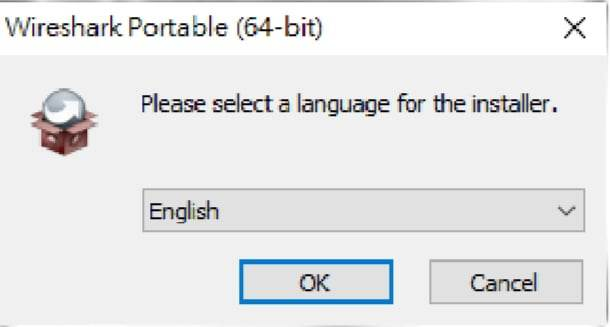 Wireshark Portable (64-bit)
Please select a language for the installer.
English
OK
Cancel